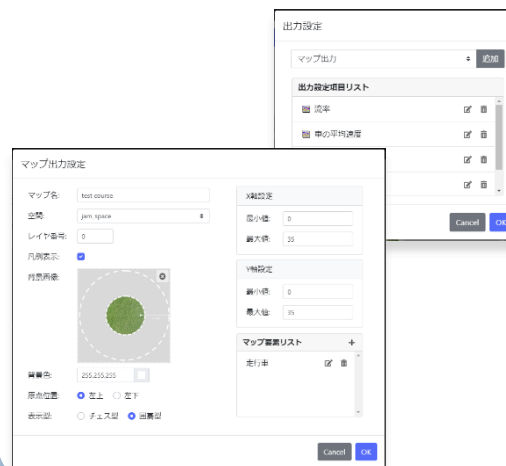 出力設定
マップ出力
追加
出力設定項目リスト
流率
車の平均速度
Cancel
OK
マップ出力設定
マップ名:
test course
空間:
jam_space
レイヤ番号:
0
凡例表示:
背景画像:
背景色:
255.255.255
原点位置:
左上
左下
表示型:
チェス型
囲碁型
X軸設定
最小値:
0
最大値:
35
Y軸設定
最小値:
0
最大値:
35
マップ要素リスト
+
走行車
Cancel
OK